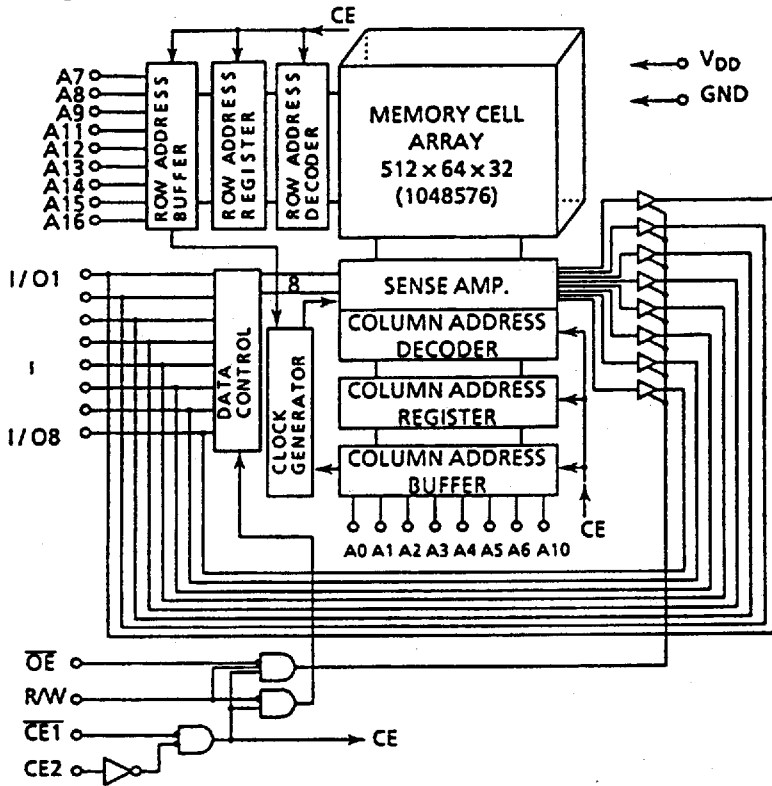 CE
VDD
GND
A7
A8
A9
A11
A12
A13
A14
A15
A16
ROW ADDRESS
BUFFER
ROW ADDRESS
REGISTER
ROW ADDRESS
DECODER
MEMORY CELL
ARRAY
512 x 64 x 32
(1048576)
I/O1
I/O8
DATA
CONTROL
8
CLOCK
GENERATOR
SENSE AMP.
COLUMN ADDRESS
DECODER
COLUMN ADDRESS
REGISTER
COLUMN ADDRESS
BUFFER
CE
A0 A1 A2 A3 A4 A5 A6 A10
OE
R/W
CE1
CE2
CE